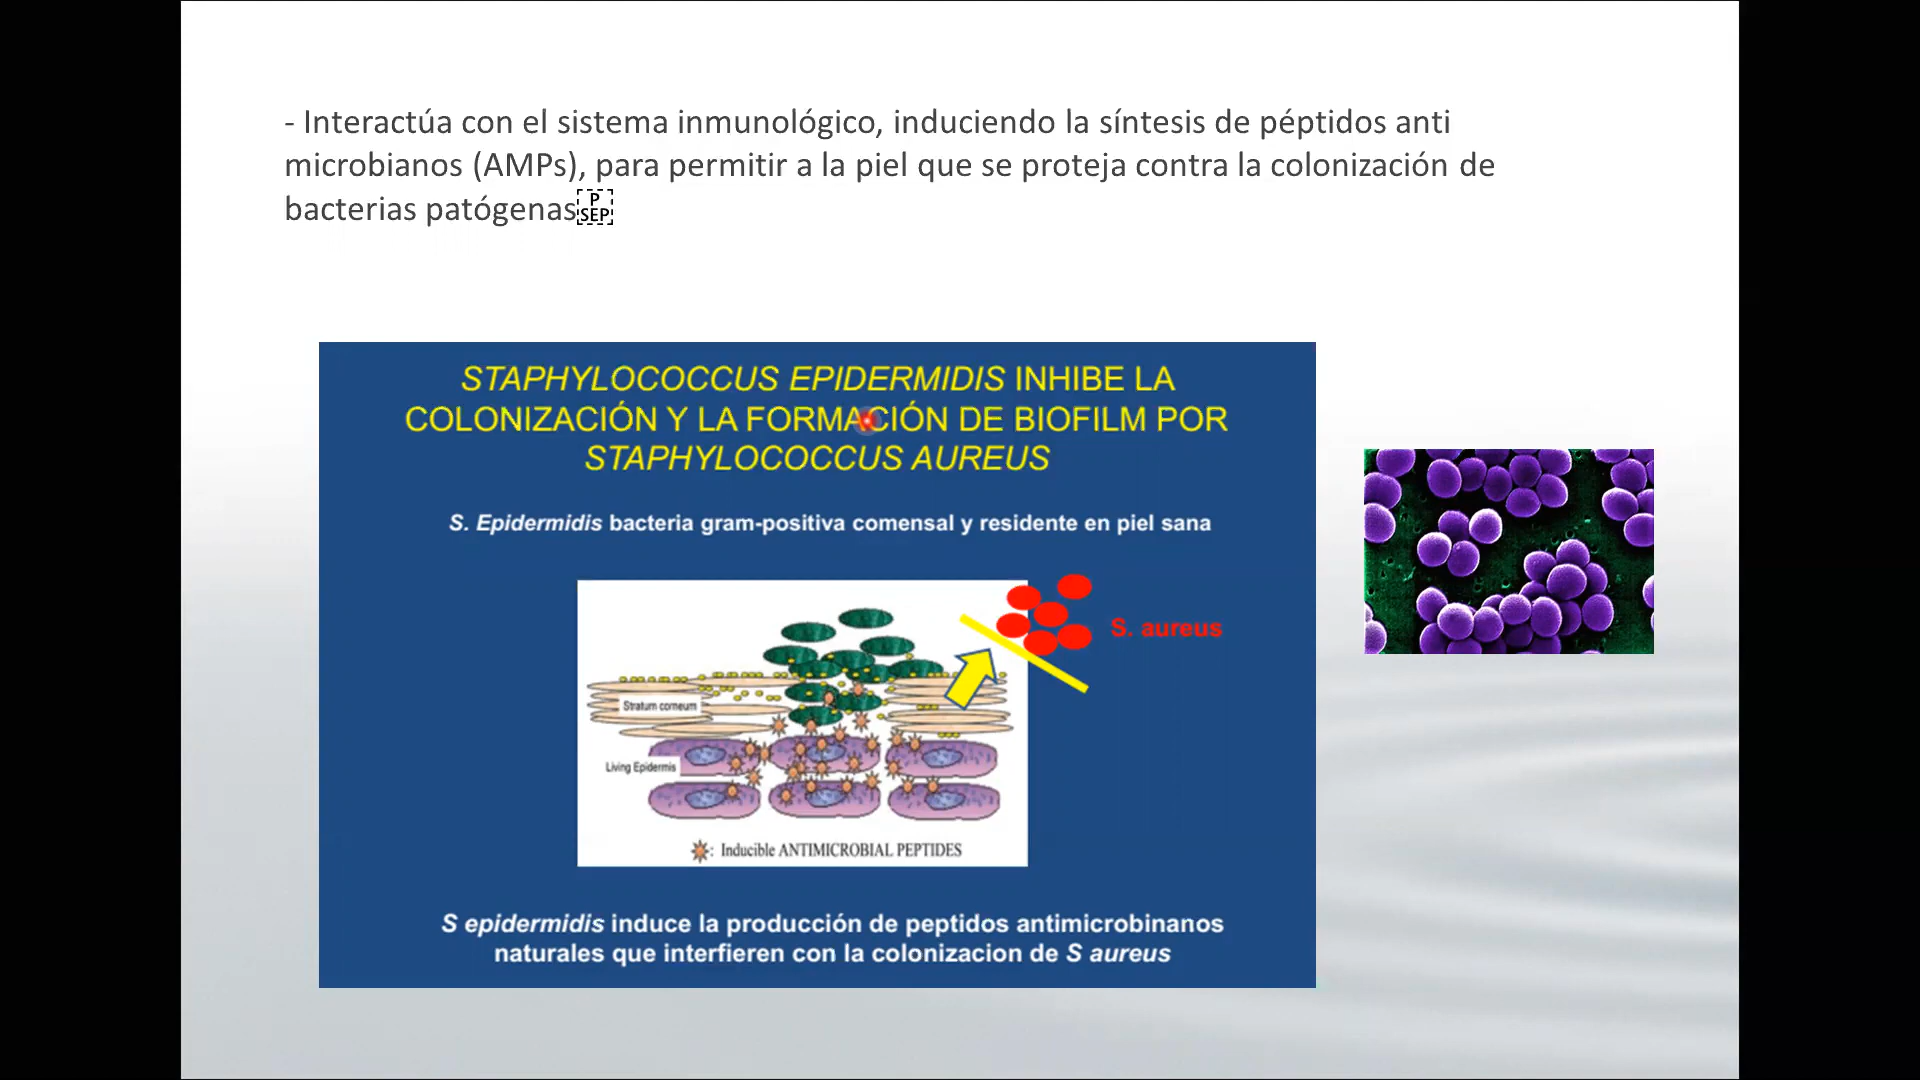 - Interactúa con el sistema inmunológico, induciendo la síntesis de péptidos anti
microbianos (AMPs), para permitir a la piel que se proteja contra la colonización de
bacterias patógenas
P
SEP
STAPHYLOCOCCUS EPIDERMIDIS INHIBE LA
COLONIZACIÓN Y LA FORMACIÓN DE BIOFILM POR
STAPHYLOCOCCUS AUREUS
S. Epidermidis bacteria gram-positiva comensal y residente en piel sana
S. aureus
Stratum corneum
Living Epidermis
: Inducible ANTIMICROBIAL PEPTIDES
S epidermidis induce la producción de peptidos antimicrobinanos
naturales que interfieren con la colonizacion de S aureus